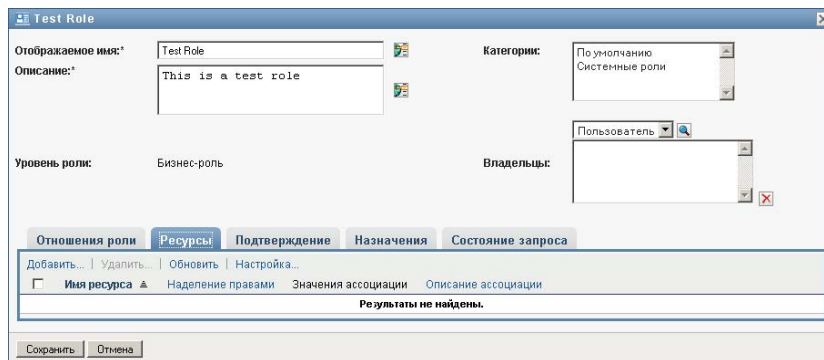 Test Role
Отображаемое имя:*
Test Role
Категории:
По умолчанию
Системные роли
Описание:*
This is a test role
Пользователь
Уровень роли:
Бизнес-роль
Владельцы:
Отношения роли Ресурсы Подтверждение Назначения Состояние запроса
Добавить... | Удалить... | Обновить | Настройка...
Имя ресурса Наделение правами Значения ассоциации Описание ассоциации
Результаты не найдены.
Сохранить Отмена